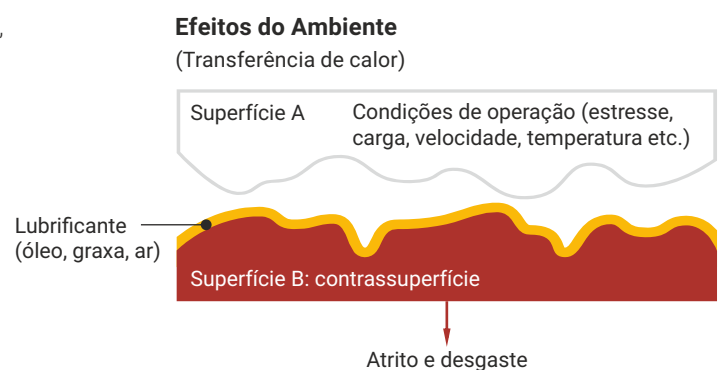 Efeitos do Ambiente
(Transferência de calor)
Superfície A
Condições de operação (estresse,
carga, velocidade, temperatura etc.)
Lubrificante
(óleo, graxa, ar)
Superfície B: contrassuperfície
Atrito e desgaste